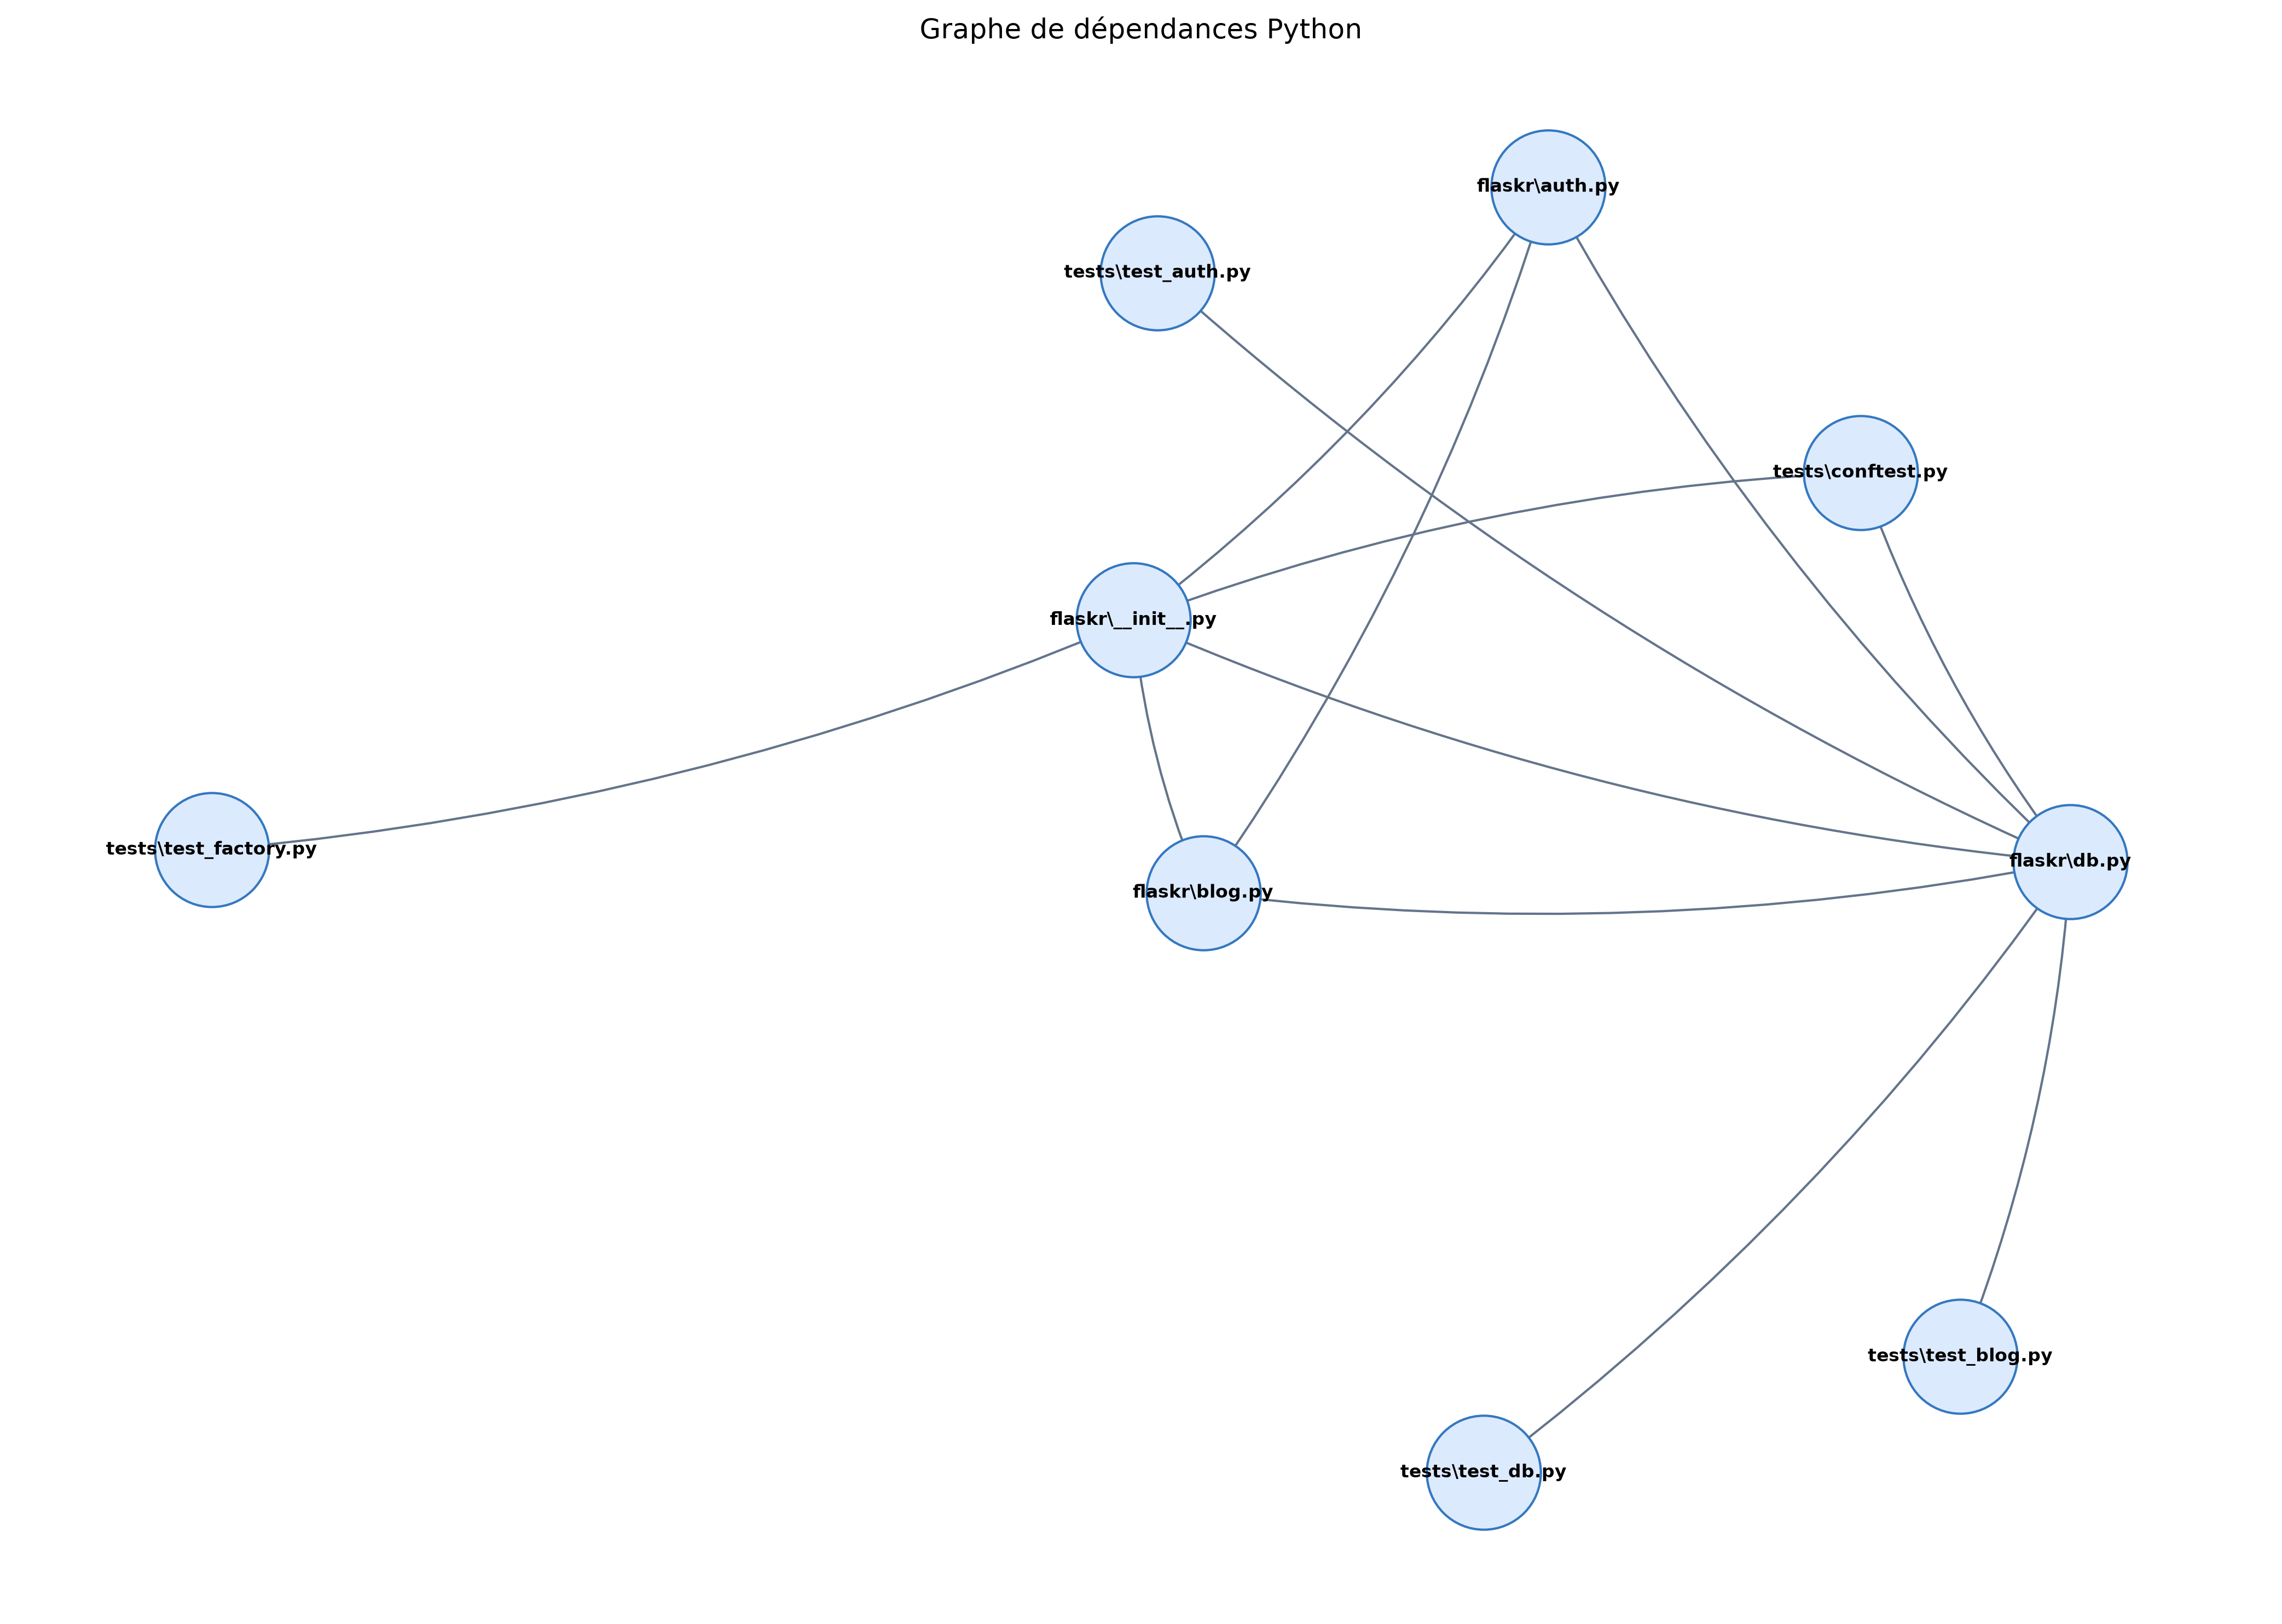 Graphe de dépendances Python
flaskr\auth.py
tests\test_auth.py
tests\conftest.py
flaskr\__init__.py
tests\test_factory.py
flaskr\db.py
flaskr\blog.py
tests\test_blog.py
tests\test_db.py